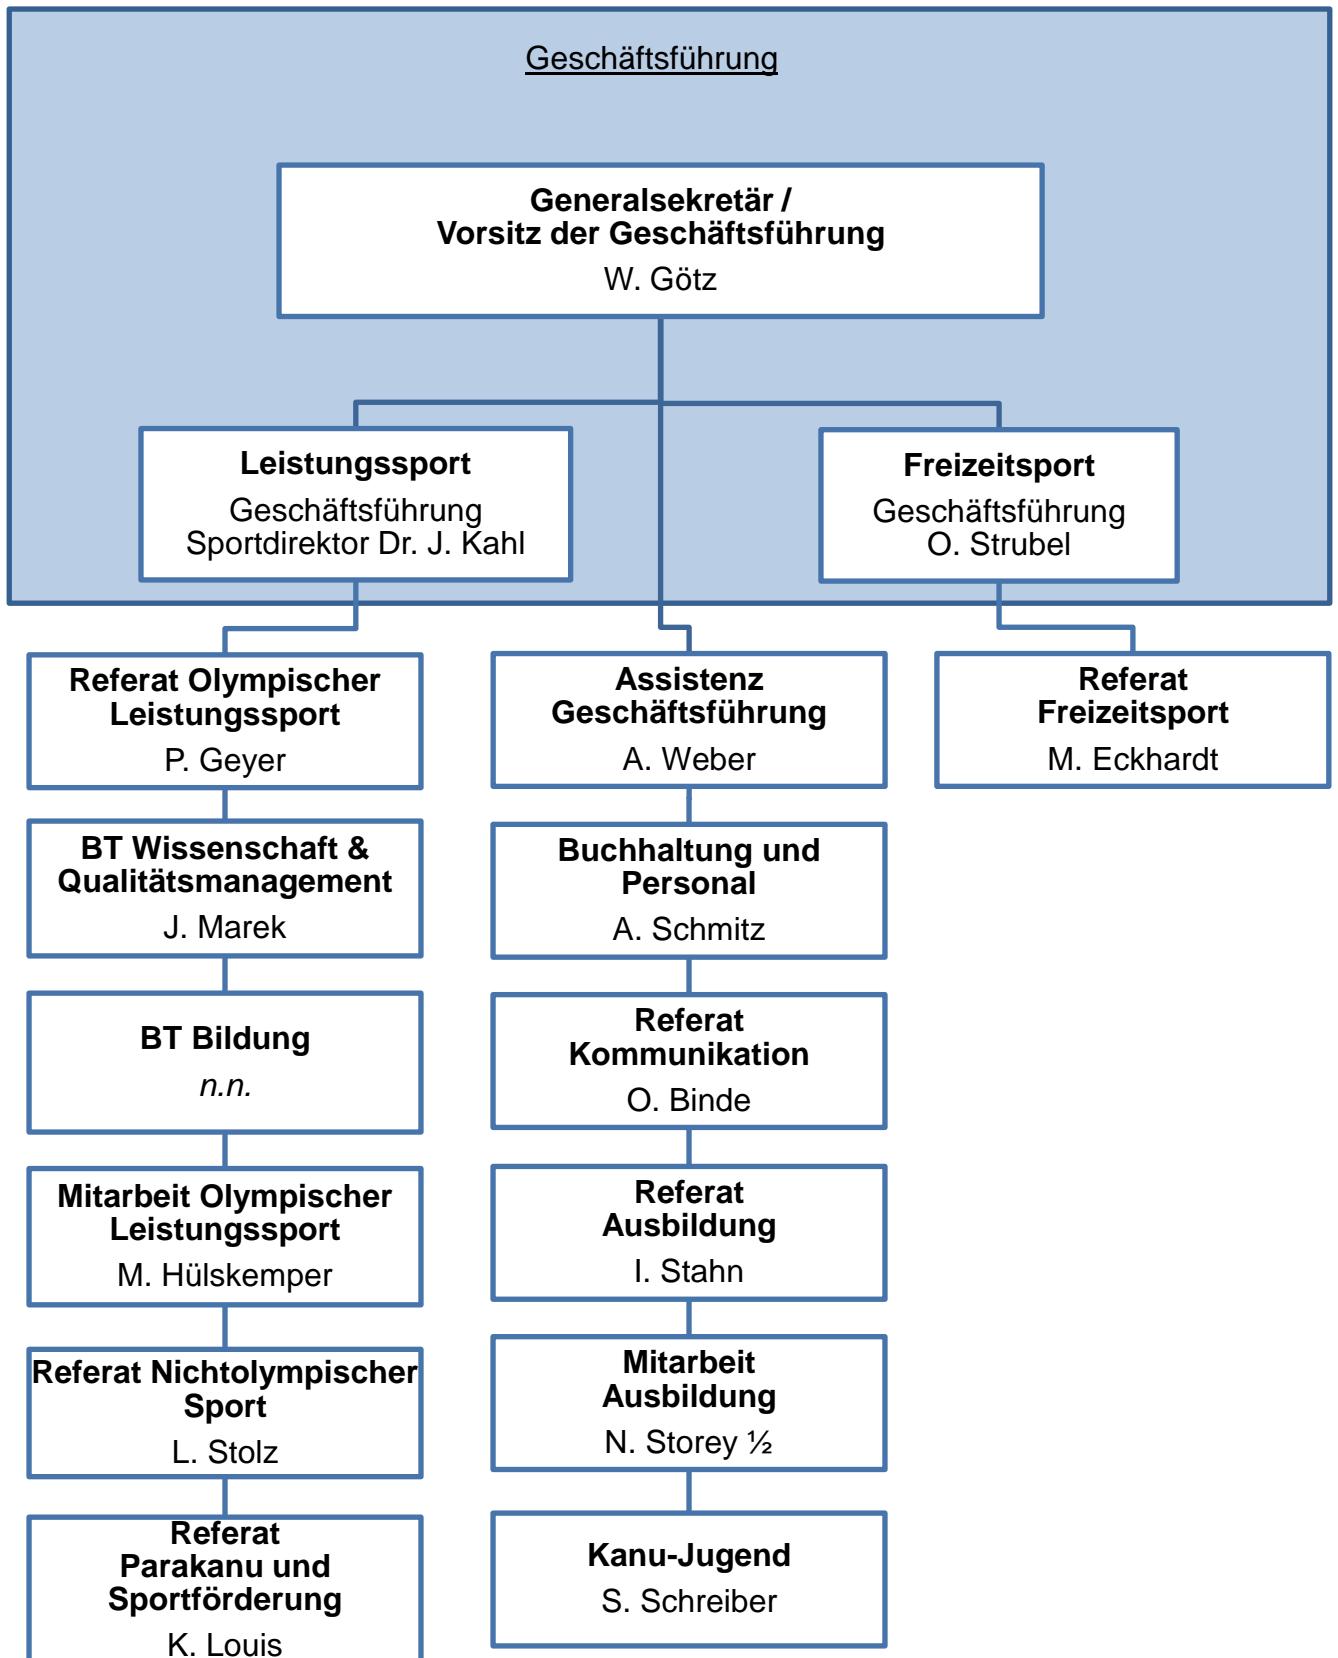 Geschäftsführung
Generalsekretär /
Vorsitz der Geschäftsführung
W. Götz
Leistungssport
Geschäftsführung
Sportdirektor Dr. J. Kahl
Freizeitsport
Geschäftsführung
O. Strubel
Referat Olympischer
Leistungssport
P. Geyer
BT Wissenschaft &
Qualitätsmanagement
J. Marek
BT Bildung
n.n.
Mitarbeit Olympischer
Leistungssport
M. Hülskemper
Referat Nichtolympischer
Sport
L. Stolz
Referat
Parakanu und
Sportförderung
K. Louis
Assistenz
Geschäftsführung
A. Weber
Buchhaltung und
Personal
A. Schmitz
Referat
Kommunikation
O. Binde
Referat
Ausbildung
I. Stahn
Mitarbeit
Ausbildung
N. Storey ½
Kanu-Jugend
S. Schreiber
Referat
Freizeitsport
M. Eckhardt